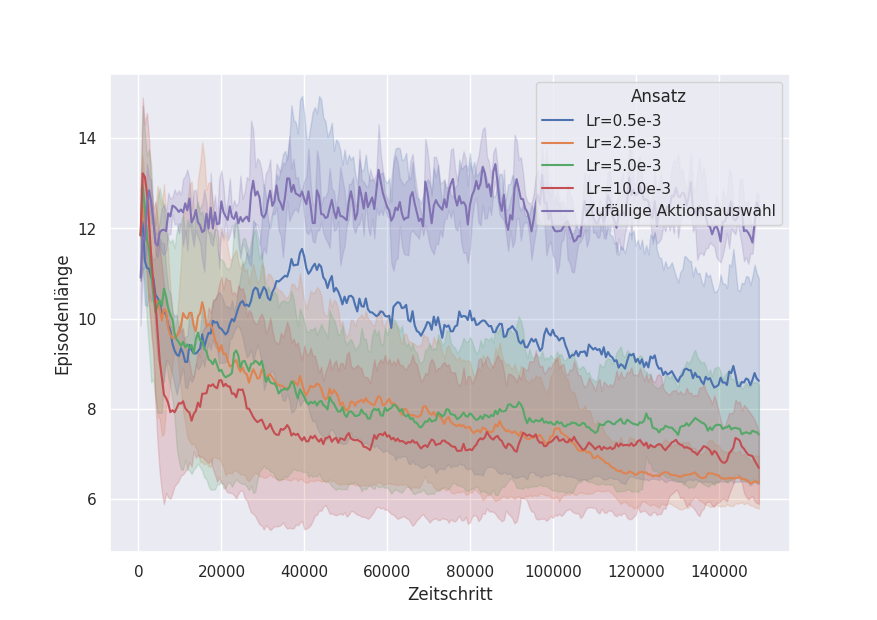 Ansatz
Lr=0.5e-3
Lr=2.5e-3
Lr=5.0e-3
Lr=10.0e-3
Zufällige Aktionsauswahl
Episodenlänge
14
12
10
8
6
0 20000 40000 60000 80000 100000 120000 140000
Zeitschritt